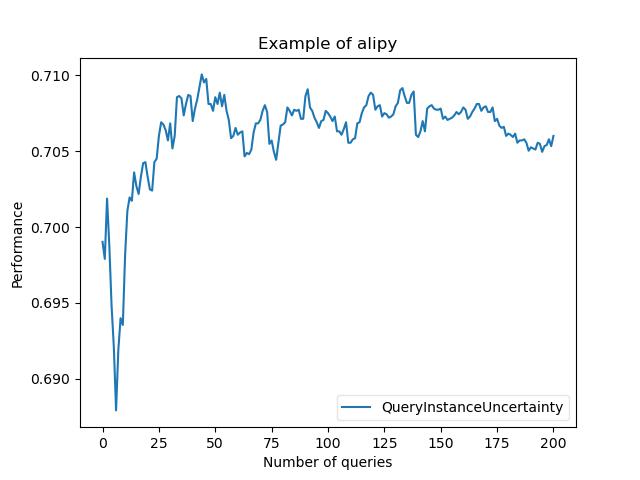 Example of alipy
0.710
0.705
0.700
0.695
0.690
Performance
QueryInstanceUncertainty
0 25 50 75 100 125 150 175 200
Number of queries